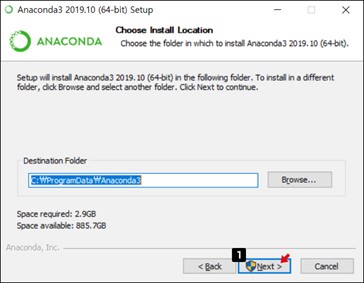 Anaconda3 2019.10 (64-bit) Setup
ANACONDA
Choose Install Location
Choose the folder in which to install Anaconda3 2019.10 (64-bit)
Setup will install Anaconda3 2019.10 (64-bit) in the following folder. To install in a different
folder, click Browse and select another folder. Click Next to continue.
Destination Folder
C:₩ProgramData₩Anaconda3
Browse...
Space required: 2.9GB
Space available: 885.7GB
Anaconda, Inc.
1
< Back
Next >
Cancel